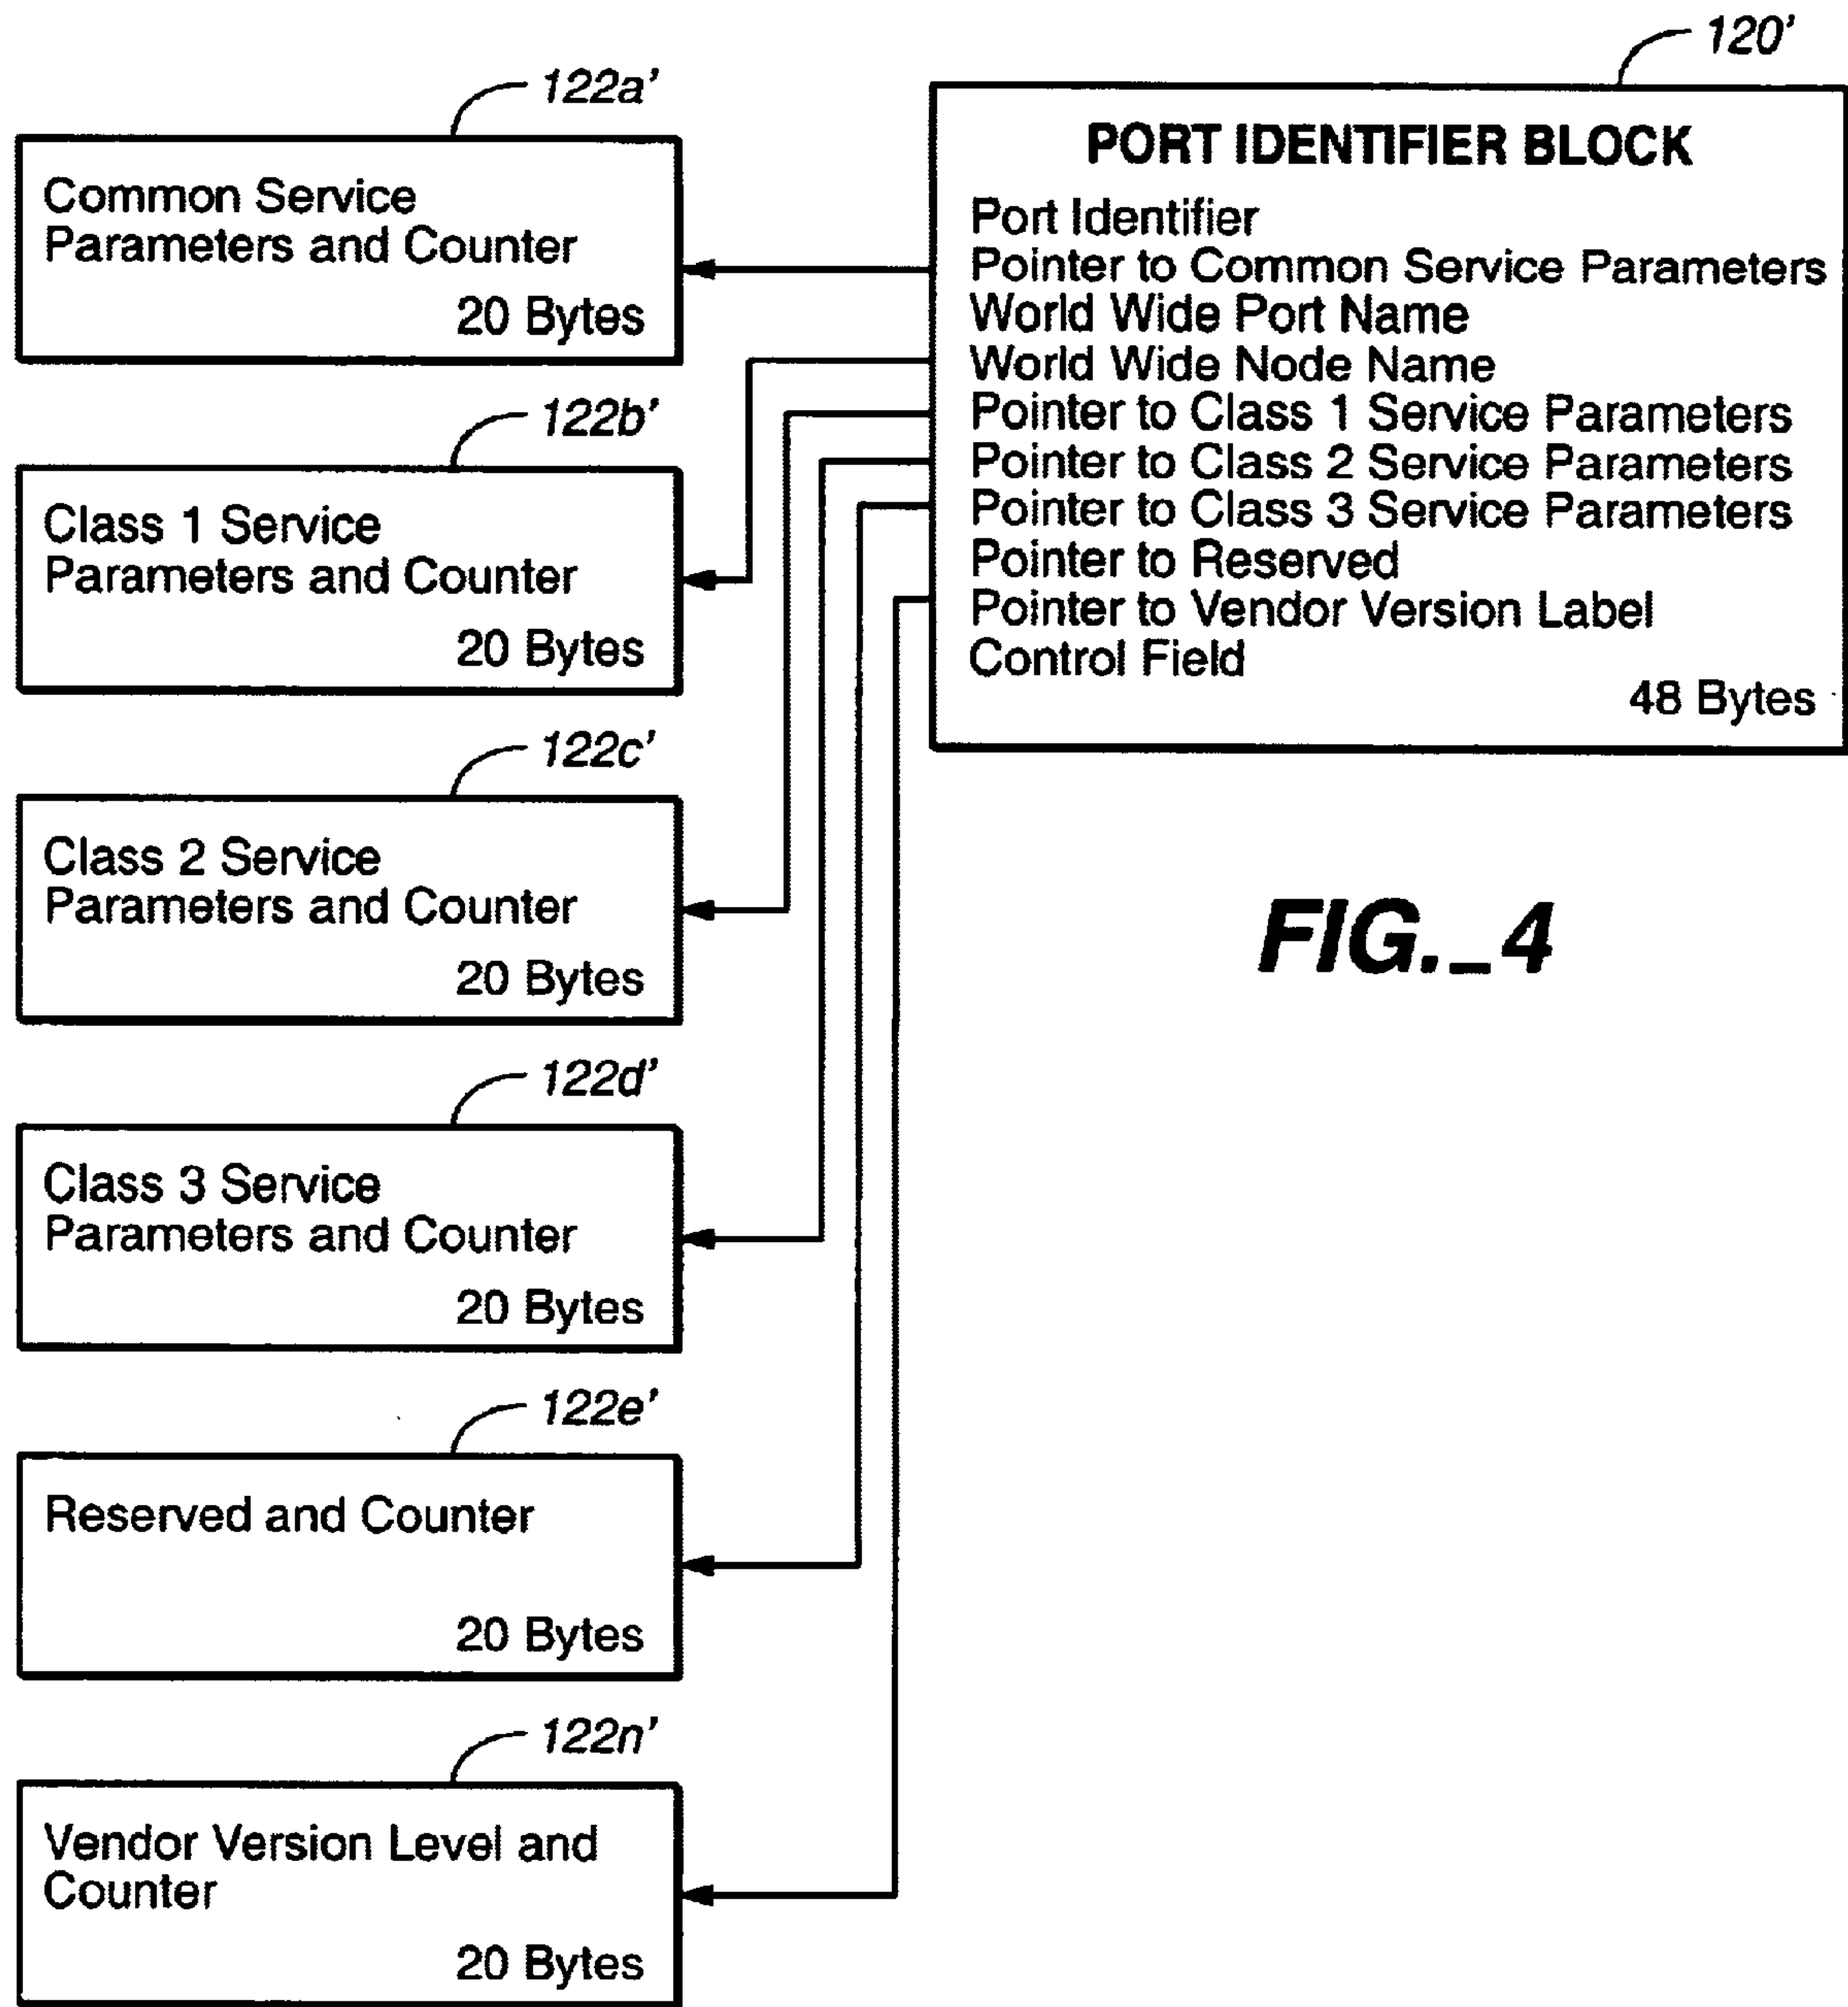 120'
PORT IDENTIFIER BLOCK
Port Identifier
Pointer to Common Service Parameters
World Wide Port Name
World Wide Node Name
Pointer to Class 1 Service Parameters
Pointer to Class 2 Service Parameters
Pointer to Class 3 Service Parameters
Pointer to Reserved
Pointer to Vendor Version Label
Control Field
48 Bytes
122a'
Common Service
Parameters and Counter
20 Bytes
122b'
Class 1 Service
Parameters and Counter
20 Bytes
122c'
Class 2 Service
Parameters and Counter
20 Bytes
122d'
Class 3 Service
Parameters and Counter
20 Bytes
122e'
Reserved and Counter
20 Bytes
122n'
Vendor Version Level and
Counter
20 Bytes
FIG._4